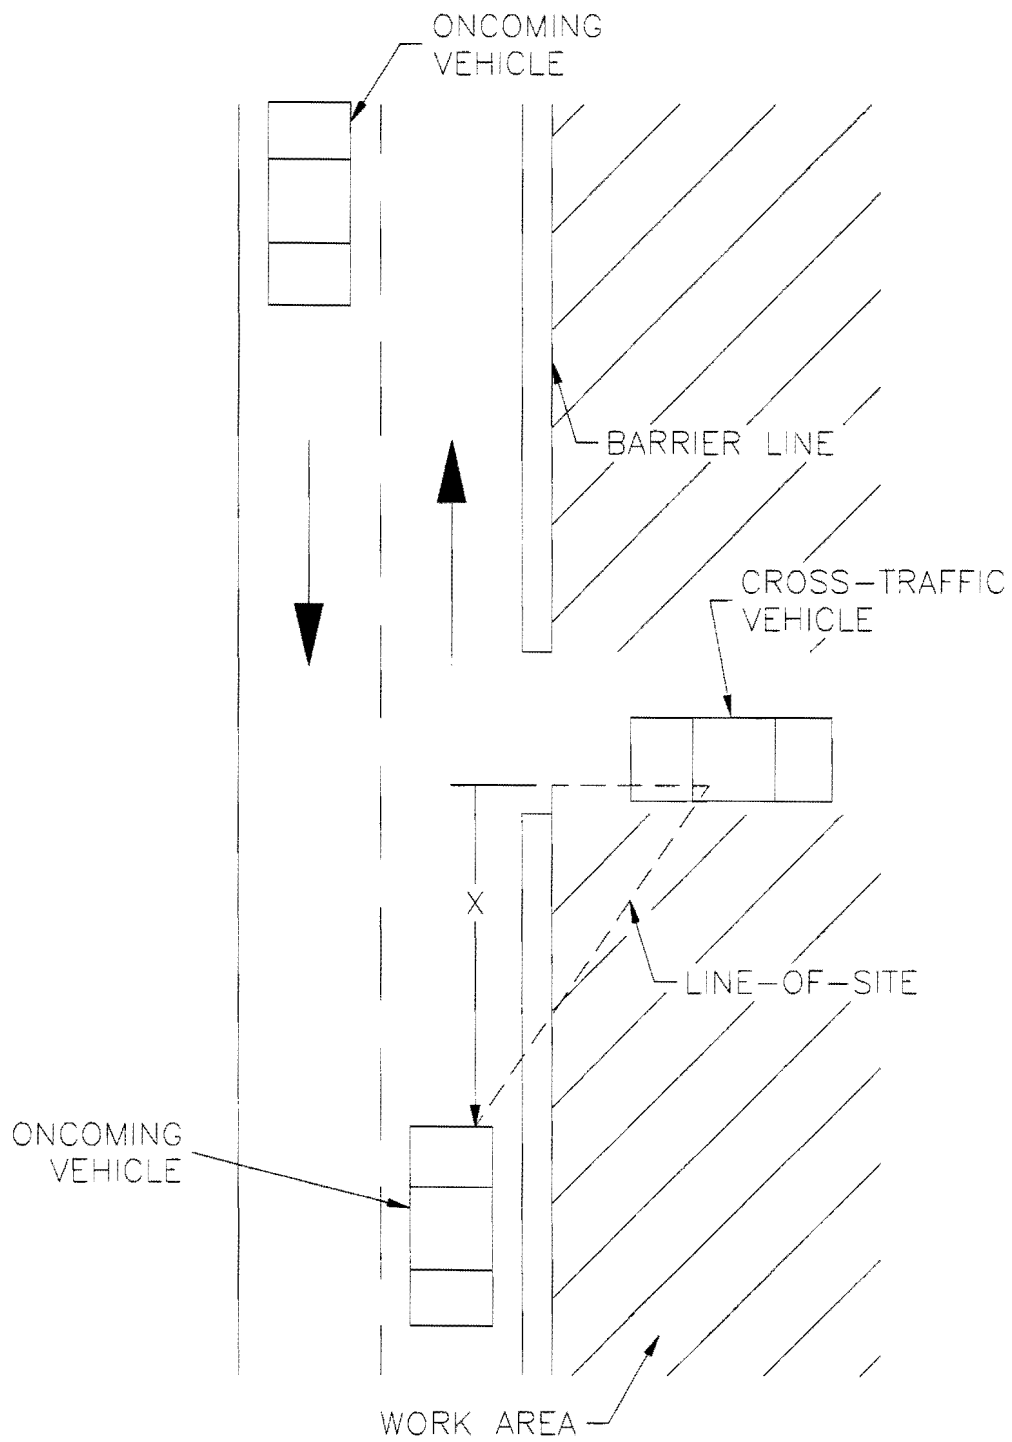 ONCOMING
VEHICLE
BARRIER LINE
CROSS-TRAFFIC
VEHICLE
X
LINE-OF-SITE
ONCOMING
VEHICLE
WORK AREA